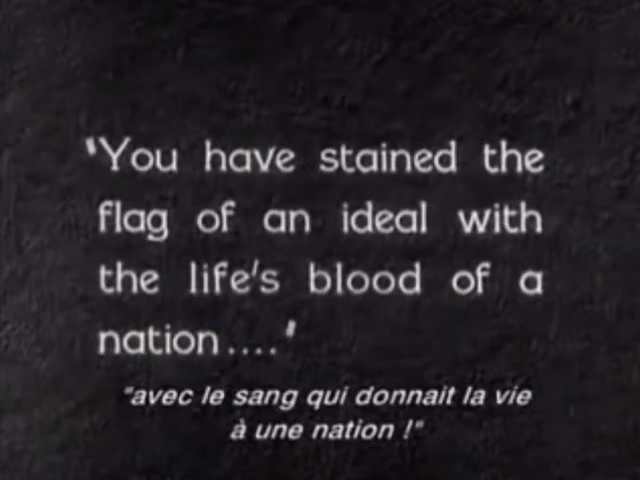 'You have stained the
flag of an ideal with
the life's blood of a
nation....'
"avec le sang qui donnait la vie
à une nation !"